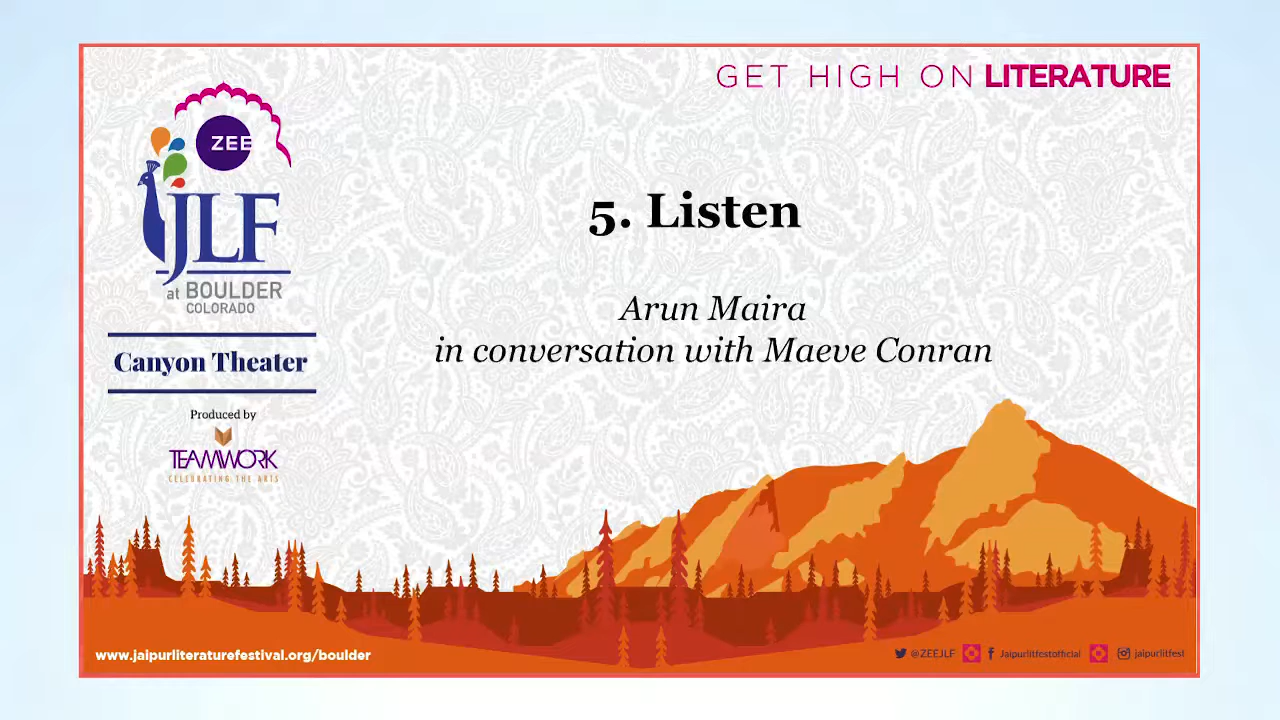 GET HIGH ON LITERATURE
ZEE
JLF
at BOULDER
COLORADO
Canyon Theater
Produced by
TEAMWORK
CELEBRATING THE ARTS
5. Listen
Arun Maira
in conversation with Maeve Conran
www.jaipurliteraturefestival.org/boulder
@ZEEJLF
Jaipurlitfestofficial
jaipurlitfest